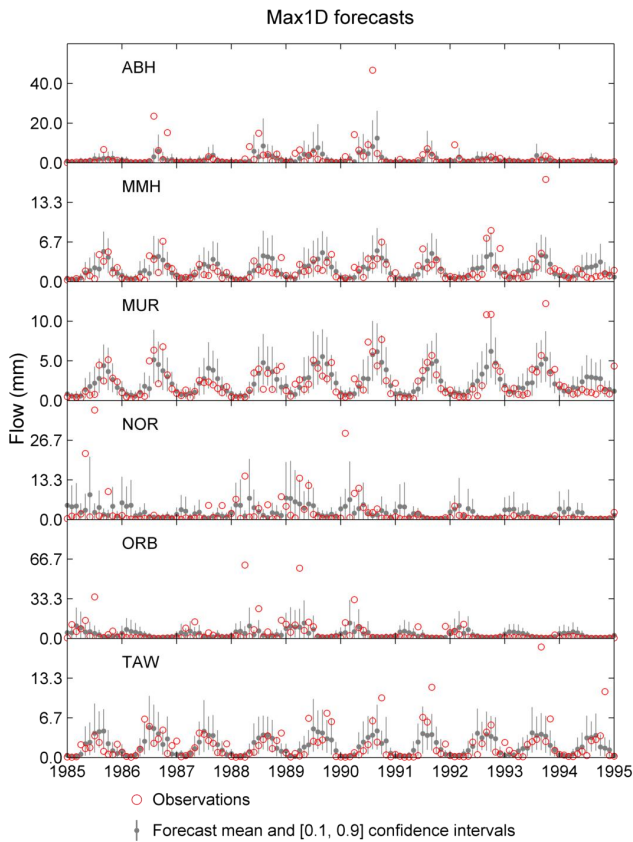 Max1D forecasts
ABH
40.0
20.0
0.0
MMH
13.3
6.7
0.0
MUR
10.0
5.0
0.0
Flow (mm)
NOR
26.7
13.3
0.0
ORB
66.7
33.3
0.0
TAW
13.3
6.7
0.0
1985 1986 1987 1988 1989 1990 1991 1992 1993 1994 1995
Observations
Forecast mean and [0.1, 0.9] confidence intervals